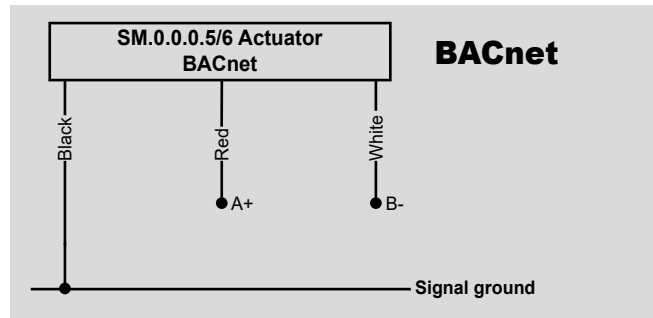 SM.0.0.0.5/6 Actuator
BACnet
BACnet
Black
Red
White
A+
B-
Signal ground